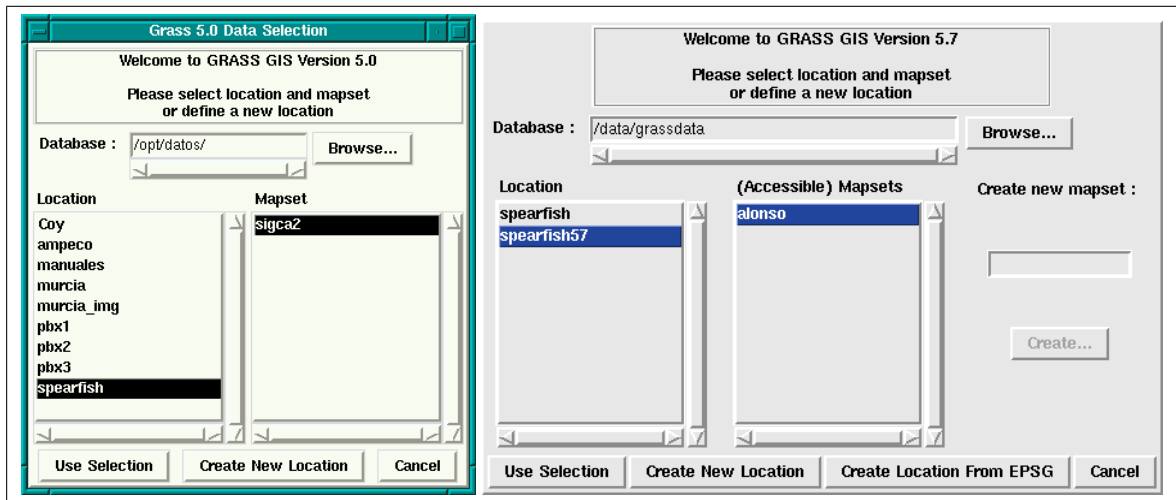 Grass 5.0 Data Selection
Welcome to GRASS GIS Version 5.0
Please select location and mapset
or define a new location
Database :
/opt/datos/
Browse...
Location
Mapset
Coy
ampeco
manuales
murcia
murcia_img
pbx1
pbx2
pbx3
spearfish
sigca2
Use Selection
Create New Location
Cancel
Welcome to GRASS GIS Version 5.7
Please select location and mapset
or define a new location
Database :
/data/grassdata
Browse...
Location
(Accessible) Mapsets
Create new mapset :
spearfish
spearfish57
alonso
Create...
Use Selection
Create New Location
Create Location From EPSG
Cancel